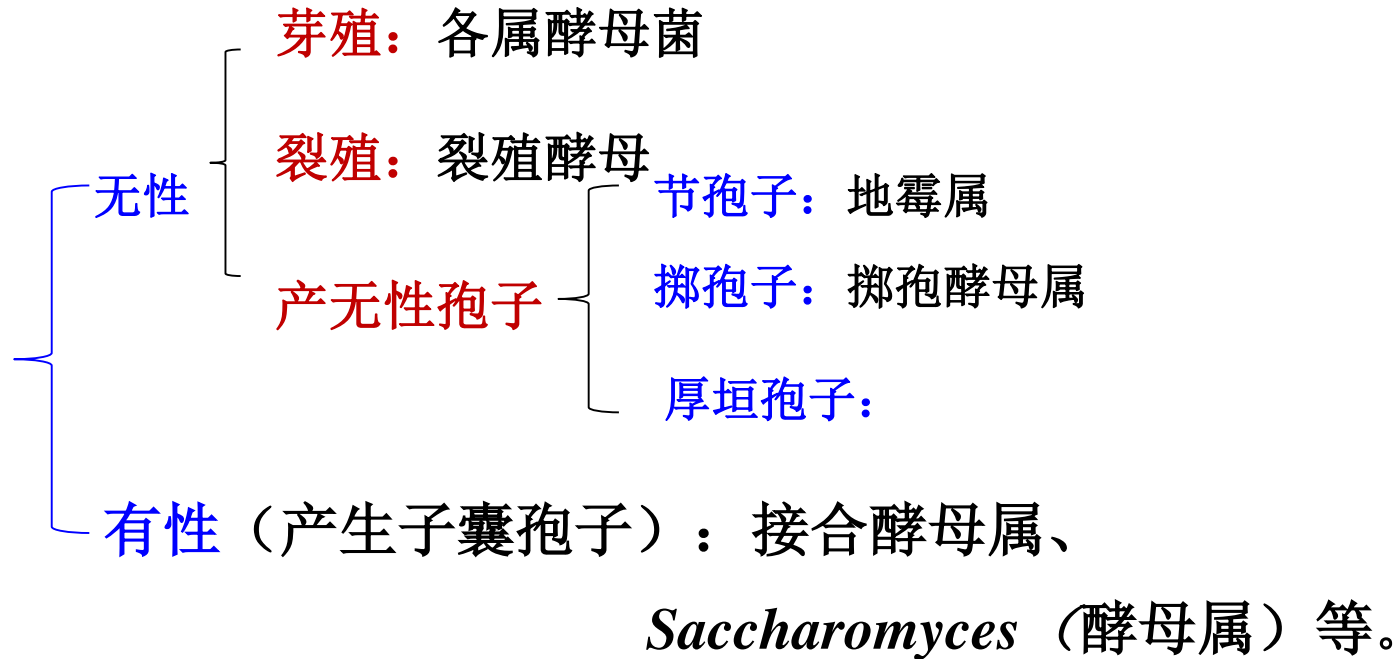 芽殖：各属酵母菌
裂殖：裂殖酵母
无性
节孢子：地霉属
掷孢子：掷孢酵母属
产无性孢子
厚垣孢子：
有性（产生子囊孢子）：接合酵母属、
Saccharomyces（酵母属）等。